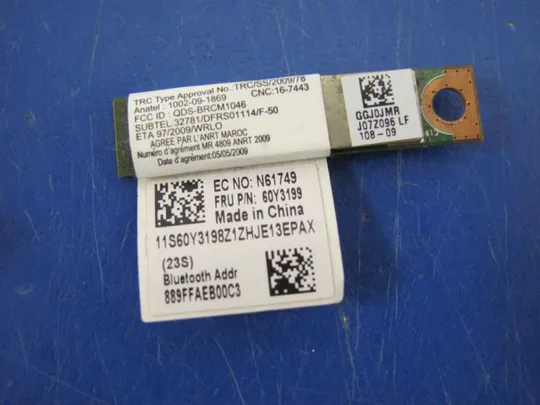 TRC Type Approval No.:TRC/SS/2009/78
Anatel : 1002-09-1869 CNC:16-7443
FCC ID : QDS-BRCM1046
SUBTEL:32781/DFRS01114/F-50
ETA 97/2009/WRLO
AGREE PAR L'ANRT MAROC
Numéro d'agrément MR 4809 ANRT 2009
Date d'agrément:05/05/2009
GGJ0JMR
J07Z096 LF
108-09
EC NO: N61749
FRU P/N: 60Y3199
Made in China
11S60Y3198Z1ZHJE13EPAX
(23S)
Bluetooth Addr
889FFAEB00C3